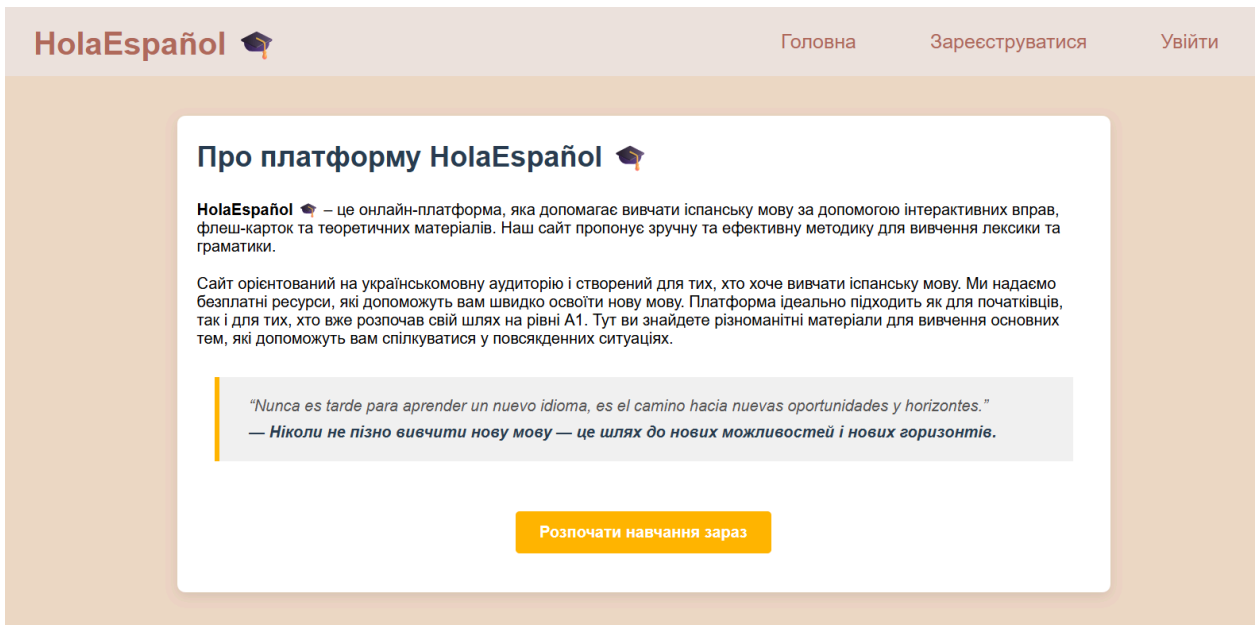 HolaEspañol 🎓 Головна Зареєструватися Увійти
Про платформу HolaEspañol 🎓
HolaEspañol 🎓 – це онлайн-платформа, яка допомагає вивчати іспанську мову за допомогою інтерактивних вправ,
флеш-карток та теоретичних матеріалів. Наш сайт пропонує зручну та ефективну методику для вивчення лексики та
граматики.
Сайт орієнтований на українськомовну аудиторію і створений для тих, хто хоче вивчати іспанську мову. Ми надаємо
безплатні ресурси, які допоможуть вам швидко освоїти нову мову. Платформа ідеально підходить як для початківців,
так і для тих, хто вже розпочав свій шлях на рівні A1. Тут ви знайдете різноманітні матеріали для вивчення основних
тем, які допоможуть вам спілкуватися у повсякденних ситуаціях.
“Nunca es tarde para aprender un nuevo idioma, es el camino hacia nuevas oportunidades y horizontes.”
— Ніколи не пізно вивчити нову мову — це шлях до нових можливостей і нових горизонтів.
Розпочати навчання зараз